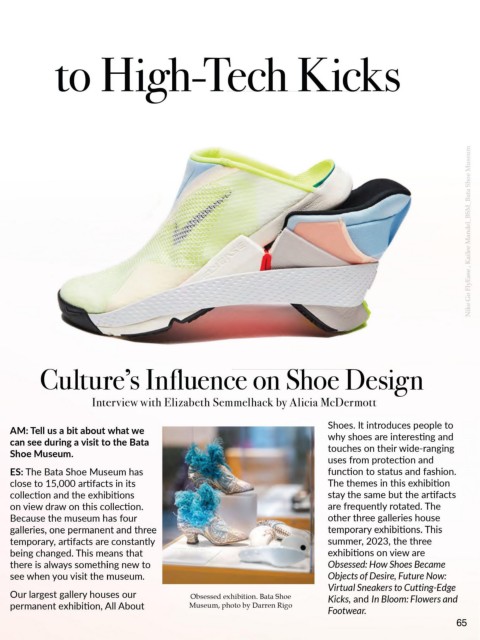 to High-Tech Kicks
Nike Go FlyEase, Kailee Mandel, 2021, Bata Shoe Museum
Culture's Influence on Shoe Design
Interview with Elizabeth Semmelhack by Alicia McDermott
AM: Tell us a bit about what we
can see during a visit to the Bata
Shoe Museum.
ES: The Bata Shoe Museum has
close to 15,000 artifacts in its
collection and the exhibitions
on view draw on this collection.
Because the museum has four
galleries, one permanent and three
temporary, artifacts are constantly
being changed. This means that
there is always something new to
see when you visit the museum.
Our largest gallery houses our
permanent exhibition, All About
Obsessed exhibition. Bata Shoe
Museum, photo by Darren Rigo
Shoes. It introduces people to
why shoes are interesting and
touches on their wide-ranging
uses from protection and
function to status and fashion.
The themes in this exhibition
stay the same but the artifacts
are frequently rotated. The
other three galleries house
temporary exhibitions. This
summer, 2023, the three
exhibitions on view are
Obsessed: How Shoes Became
Objects of Desire, Future Now:
Virtual Sneakers to Cutting-Edge
Kicks, and In Bloom: Flowers and
Footwear.
65